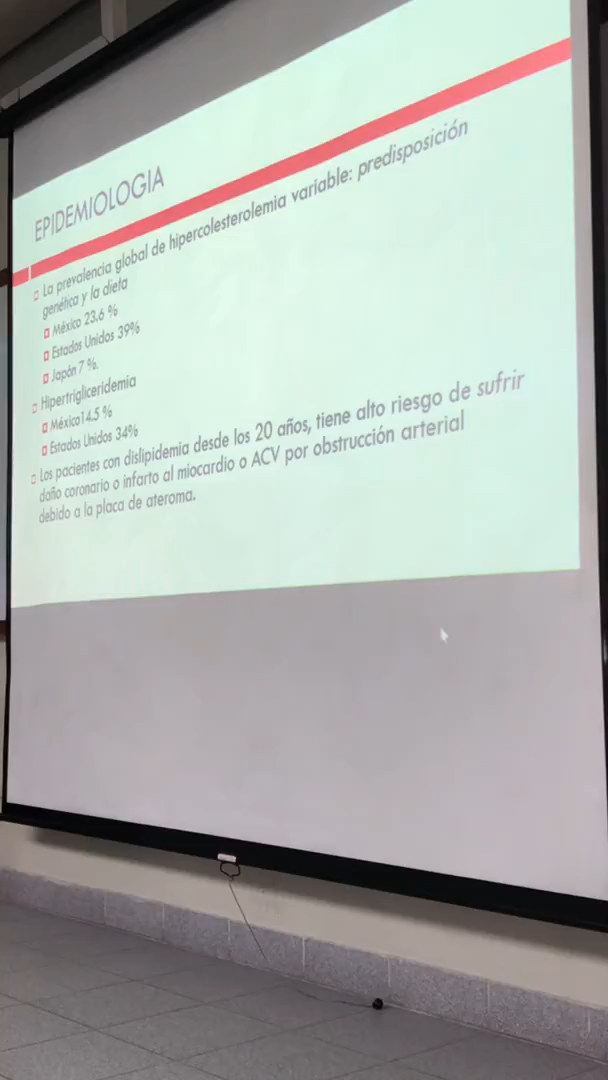 EPIDEMIOLOGIA
La prevalencia global de hipercolesterolemia variable: predisposición
genética y la dieta
México 23.6 %
Estados Unidos 39%
Japón 7 %.
Hipertrigliceridemia
México14.5 %
Estados Unidos 34%
Los pacientes con dislipidemia desde los 20 años, tiene alto riesgo de sufrir
daño coronario o infarto al miocardio o ACV por obstrucción arterial
debido a la placa de ateroma.